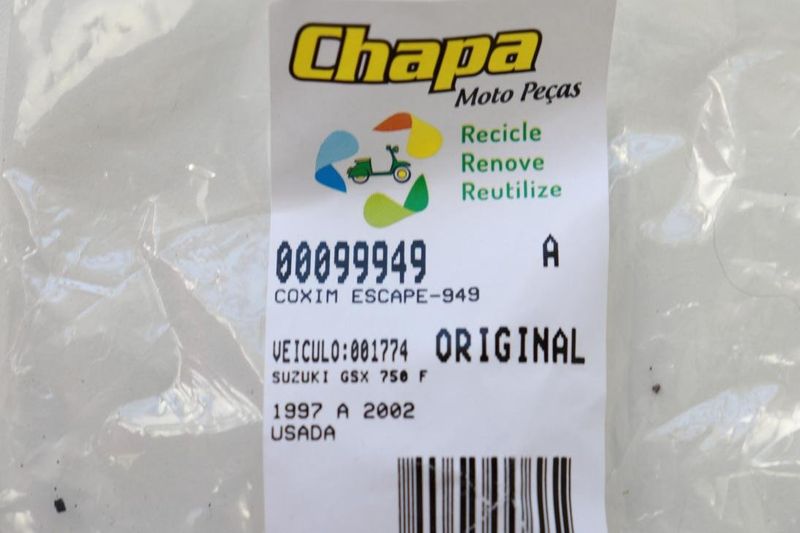 Chapa
Moto Peças
Recicle
Renove
Reutilize
00099949 A
COXIM ESCAPE-949
VEICULO:001774 ORIGINAL
SUZUKI GSX 750 F
1997 A 2002
USADA